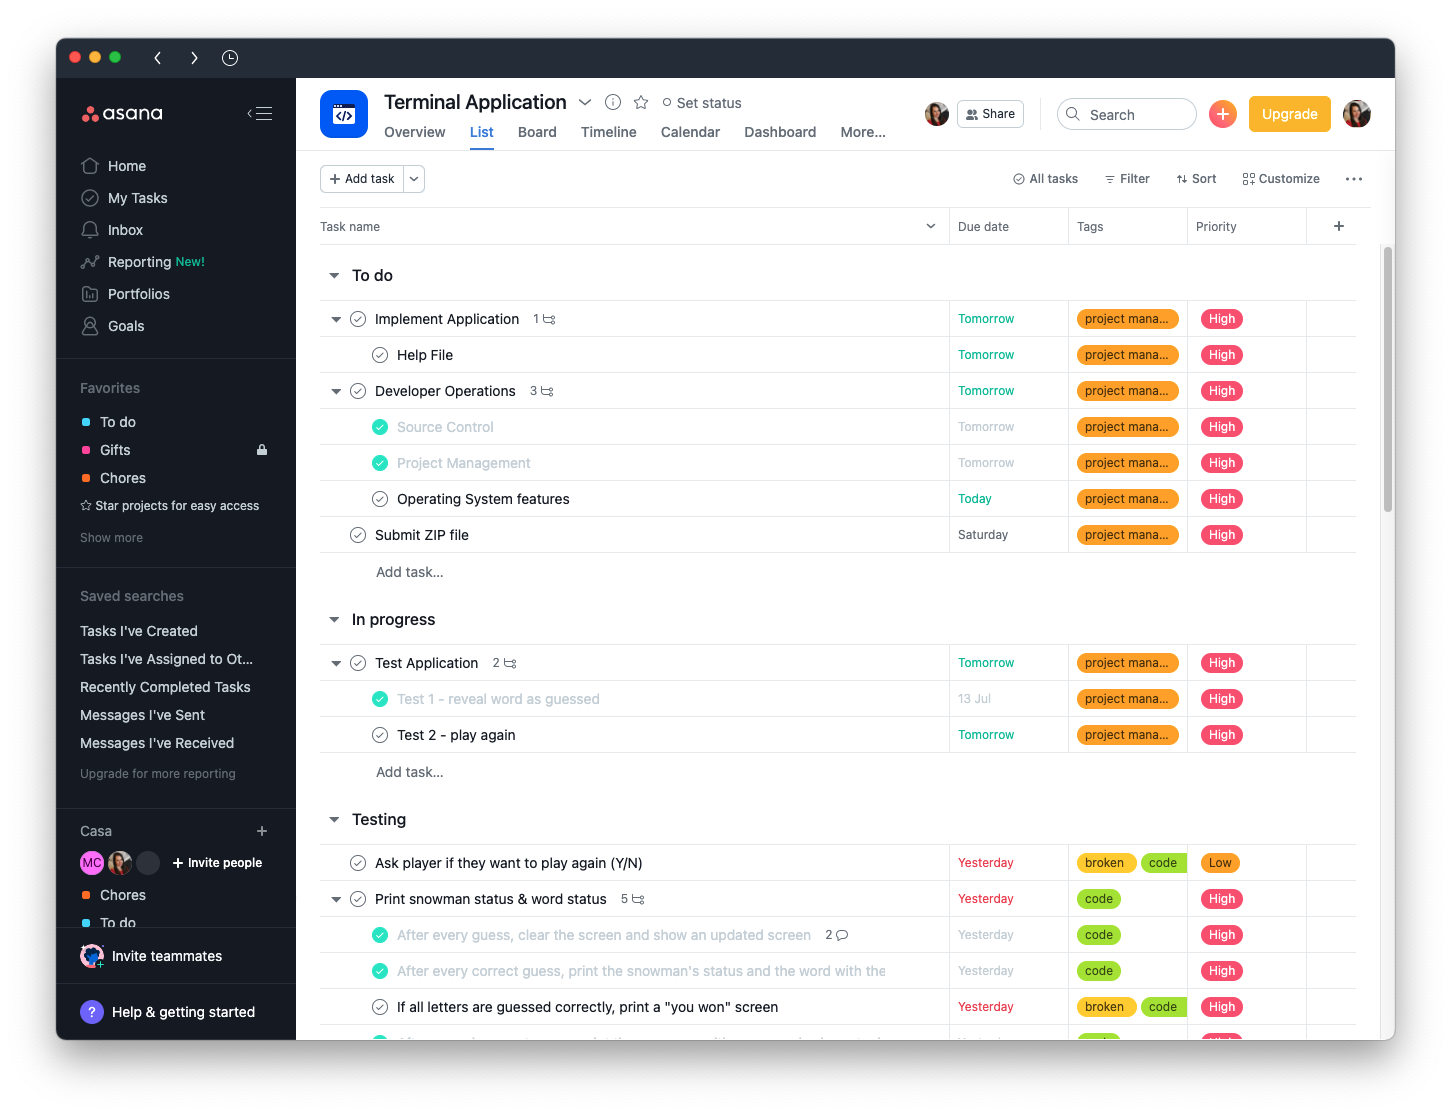 asana
Home
My Tasks
Inbox
Reporting New!
Portfolios
Goals
Favorites
To do
Gifts
Chores
Star projects for easy access
Show more
Saved searches
Tasks I've Created
Tasks I've Assigned to Ot...
Recently Completed Tasks
Messages I've Sent
Messages I've Received
Upgrade for more reporting
Casa +
MC + Invite people
Chores
To do
Invite teammates
? Help & getting started
Terminal Application Set status
Overview List Board Timeline Calendar Dashboard More...
Share Search + Upgrade
+ Add task All tasks Filter Sort Customize ...
Task name Due date Tags Priority +
To do
Implement Application 1 Tomorrow project mana... High
Help File Tomorrow project mana... High
Developer Operations 3 Tomorrow project mana... High
Source Control Tomorrow project mana... High
Project Management Tomorrow project mana... High
Operating System features Today project mana... High
Submit ZIP file Saturday project mana... High
Add task...
In progress
Test Application 2 Tomorrow project mana... High
Test 1 - reveal word as guessed 13 Jul project mana... High
Test 2 - play again Tomorrow project mana... High
Add task...
Testing
Ask player if they want to play again (Y/N) Yesterday broken code Low
Print snowman status & word status 5 Yesterday code High
After every guess, clear the screen and show an updated screen 2 Yesterday code High
After every correct guess, print the snowman's status and the word with the Yesterday code High
If all letters are guessed correctly, print a "you won" screen Yesterday broken code High